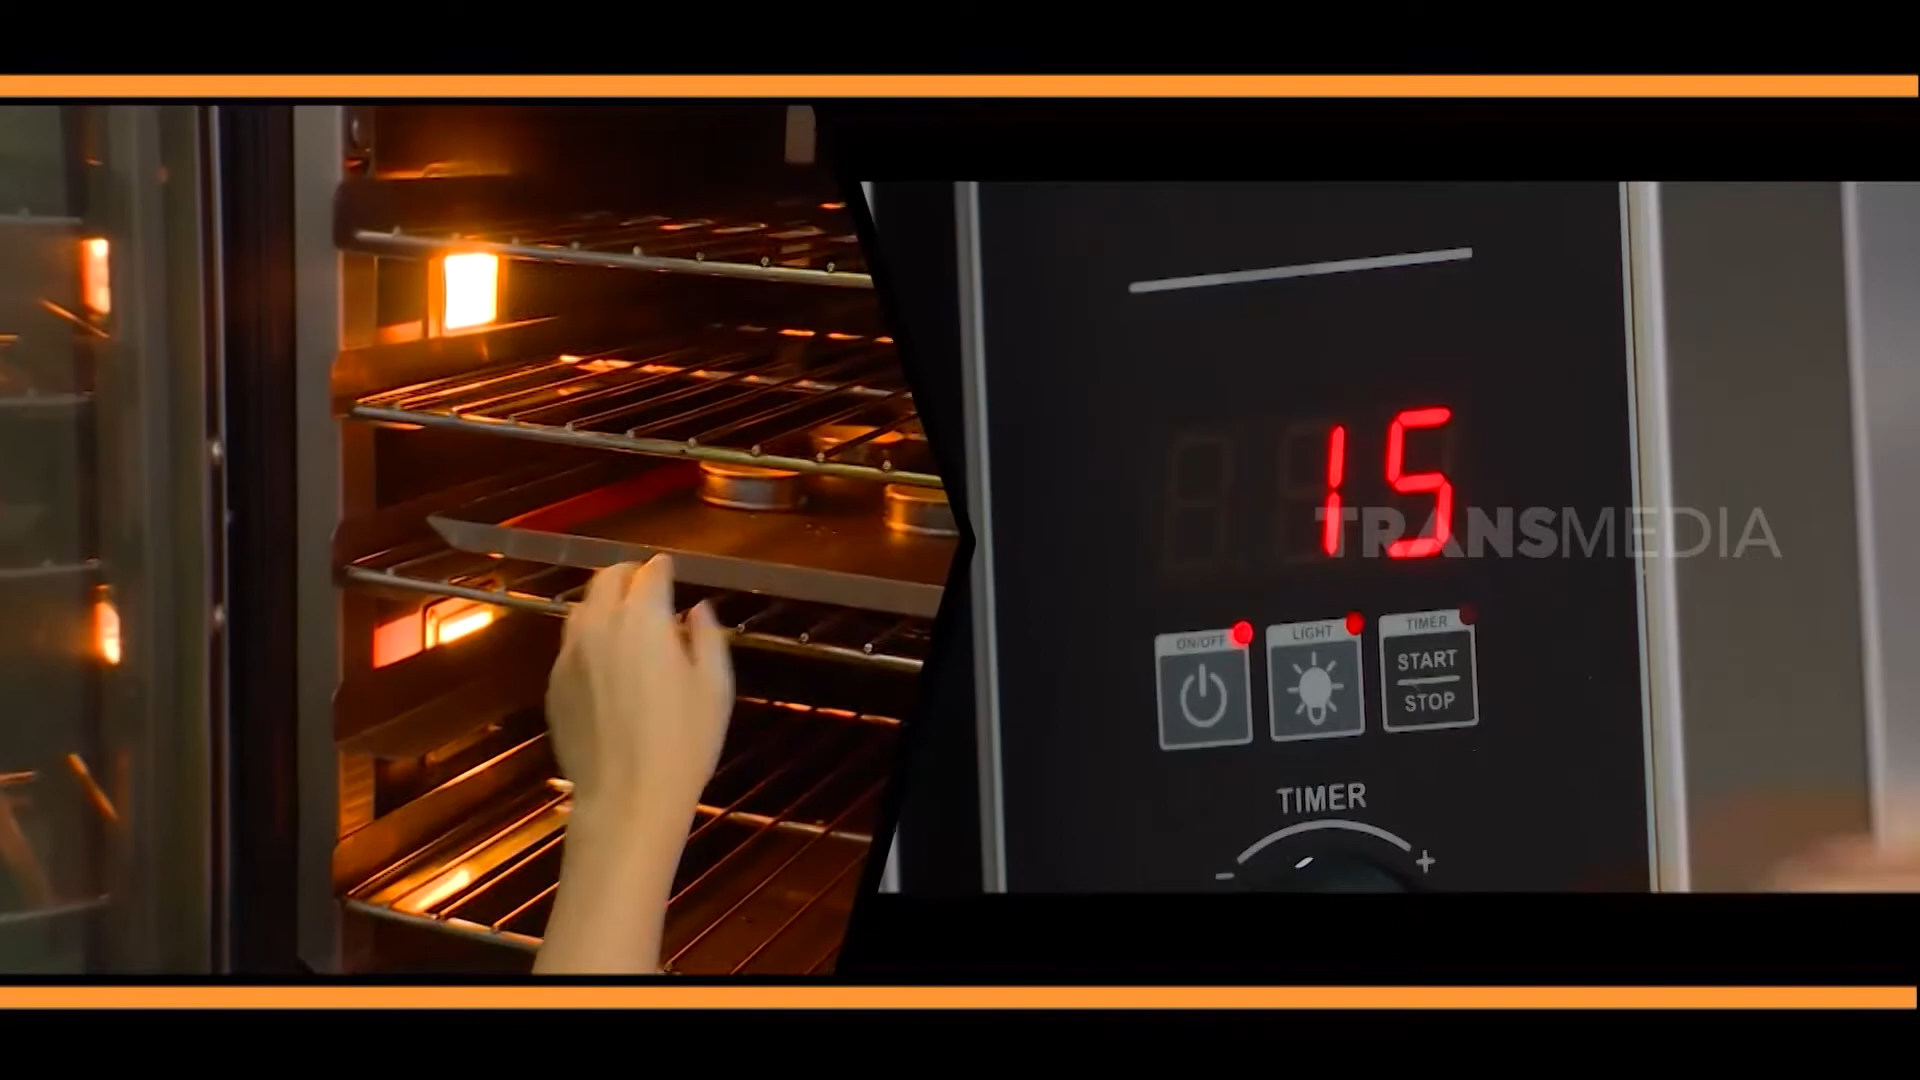 15
TRANSMEDIA
ON/OFF
LIGHT
TIMER
START
STOP
TIMER
- +